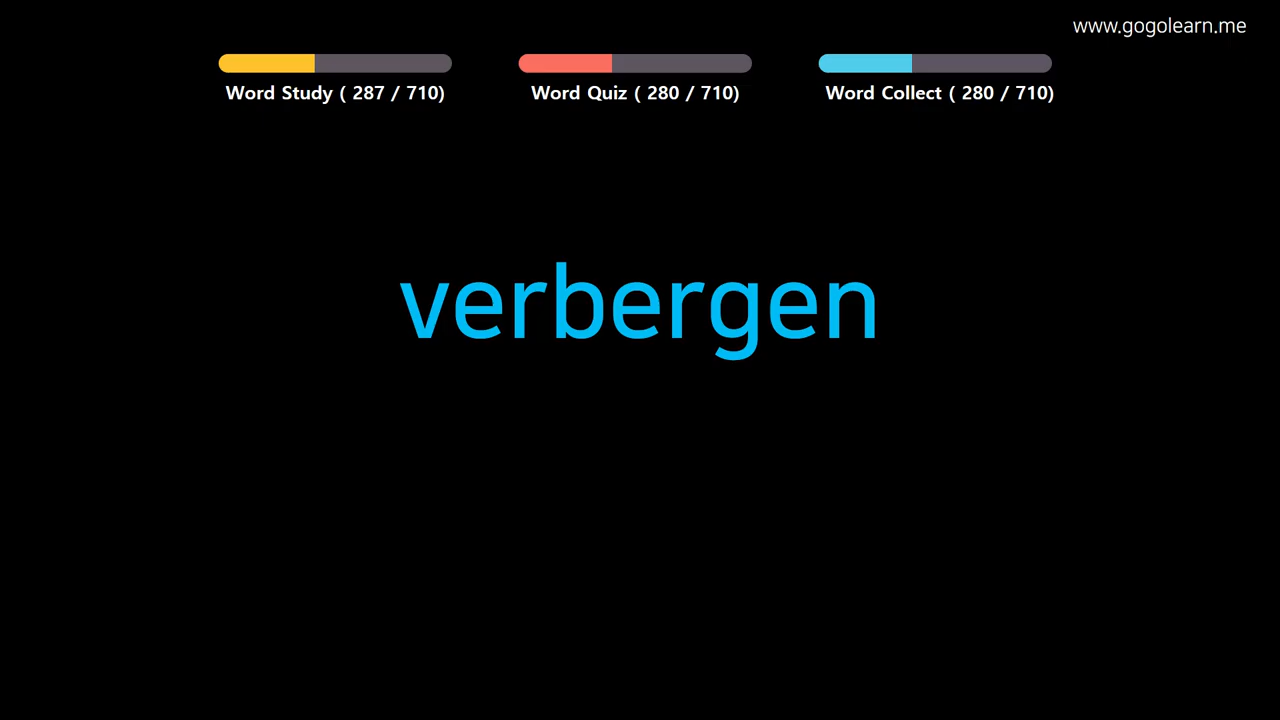 www.gogolearn.me
Word Study ( 287 / 710)
Word Quiz ( 280 / 710)
Word Collect ( 280 / 710)
verbergen